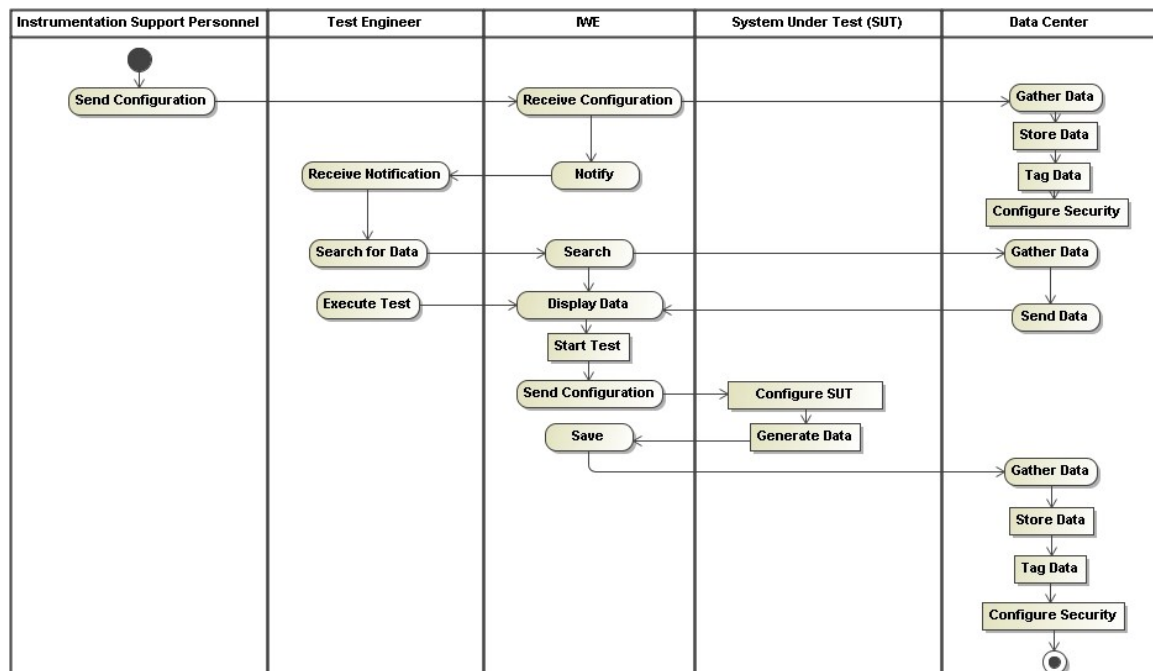 Instrumentation Support Personnel
Test Engineer
IWE
System Under Test (SUT)
Data Center
Send Configuration
Receive Configuration
Gather Data
Store Data
Receive Notification
Notify
Tag Data
Configure Security
Search for Data
Search
Gather Data
Execute Test
Display Data
Send Data
Start Test
Send Configuration
Configure SUT
Save
Generate Data
Gather Data
Store Data
Tag Data
Configure Security